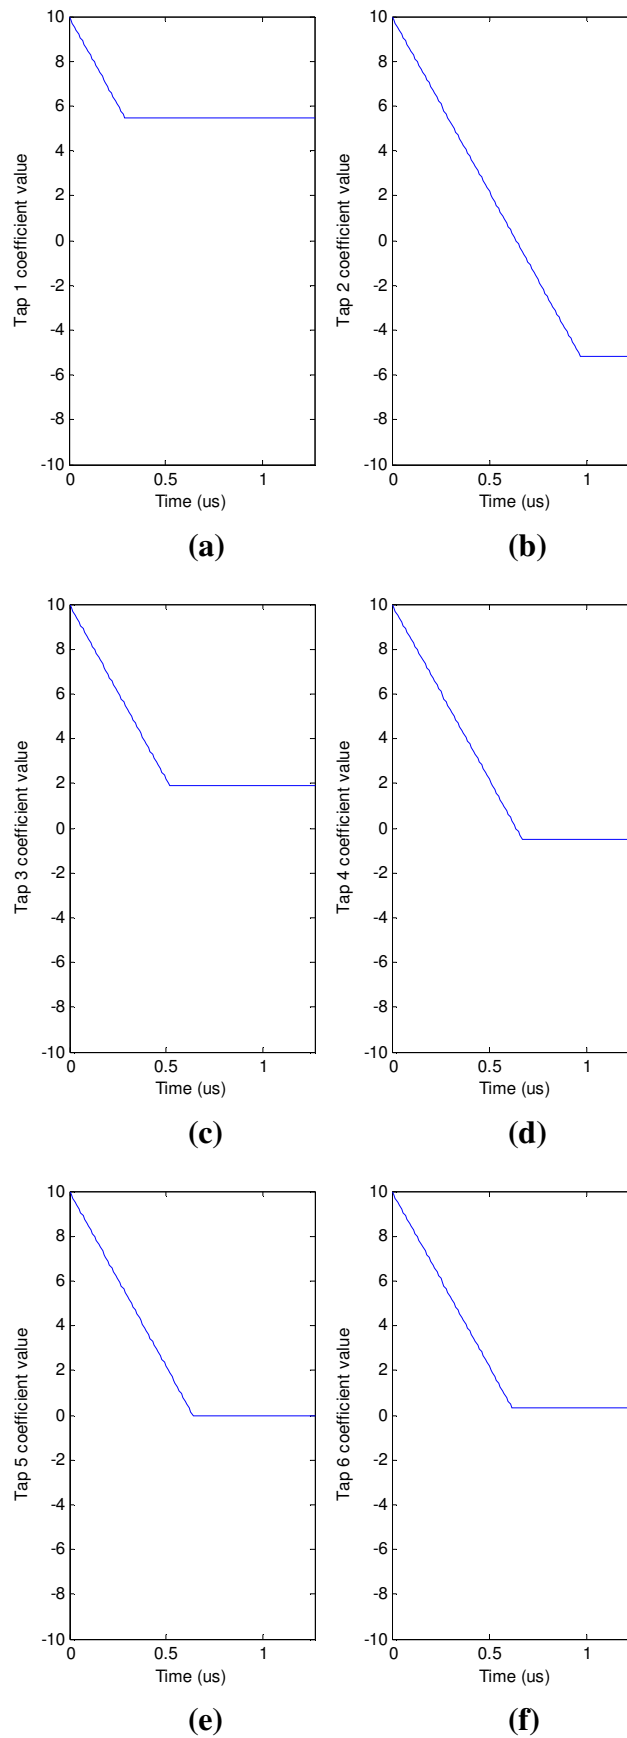 10
8
6
4
2
0
-2
-4
-6
-8
-10
Tap 1 coefficient value
0 0.5 1
Time (us)
(a)
10
8
6
4
2
0
-2
-4
-6
-8
-10
Tap 2 coefficient value
0 0.5 1
Time (us)
(b)
10
8
6
4
2
0
-2
-4
-6
-8
-10
Tap 3 coefficient value
0 0.5 1
Time (us)
(c)
10
8
6
4
2
0
-2
-4
-6
-8
-10
Tap 4 coefficient value
0 0.5 1
Time (us)
(d)
10
8
6
4
2
0
-2
-4
-6
-8
-10
Tap 5 coefficient value
0 0.5 1
Time (us)
(e)
10
8
6
4
2
0
-2
-4
-6
-8
-10
Tap 6 coefficient value
0 0.5 1
Time (us)
(f)